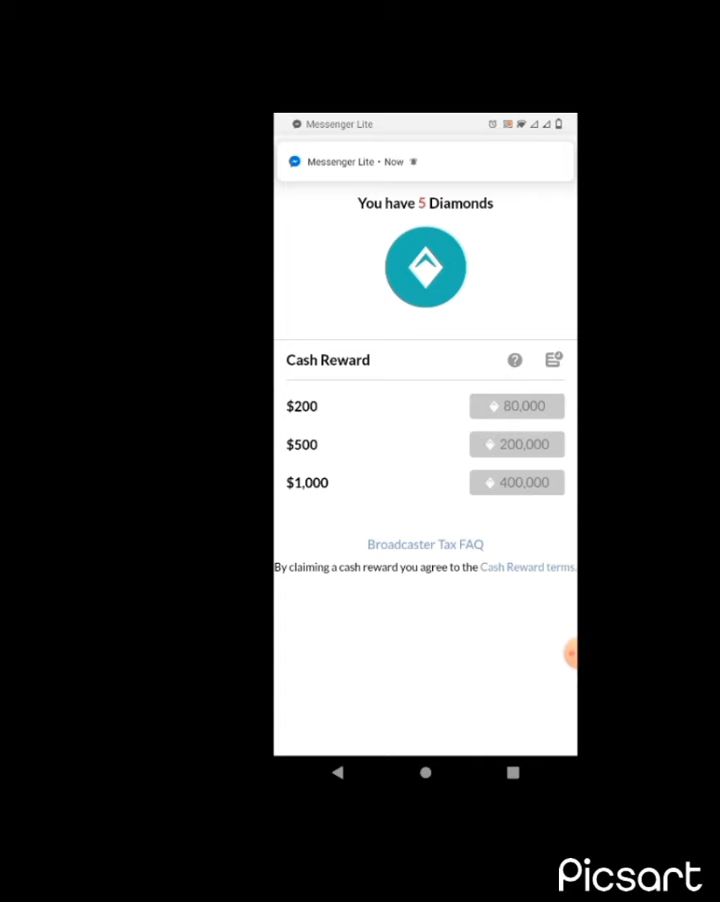 Messenger Lite
Messenger Lite • Now
You have 5 Diamonds
Cash Reward
$200 80,000
$500 200,000
$1,000 400,000
Broadcaster Tax FAQ
By claiming a cash reward you agree to the Cash Reward terms.
Picsart